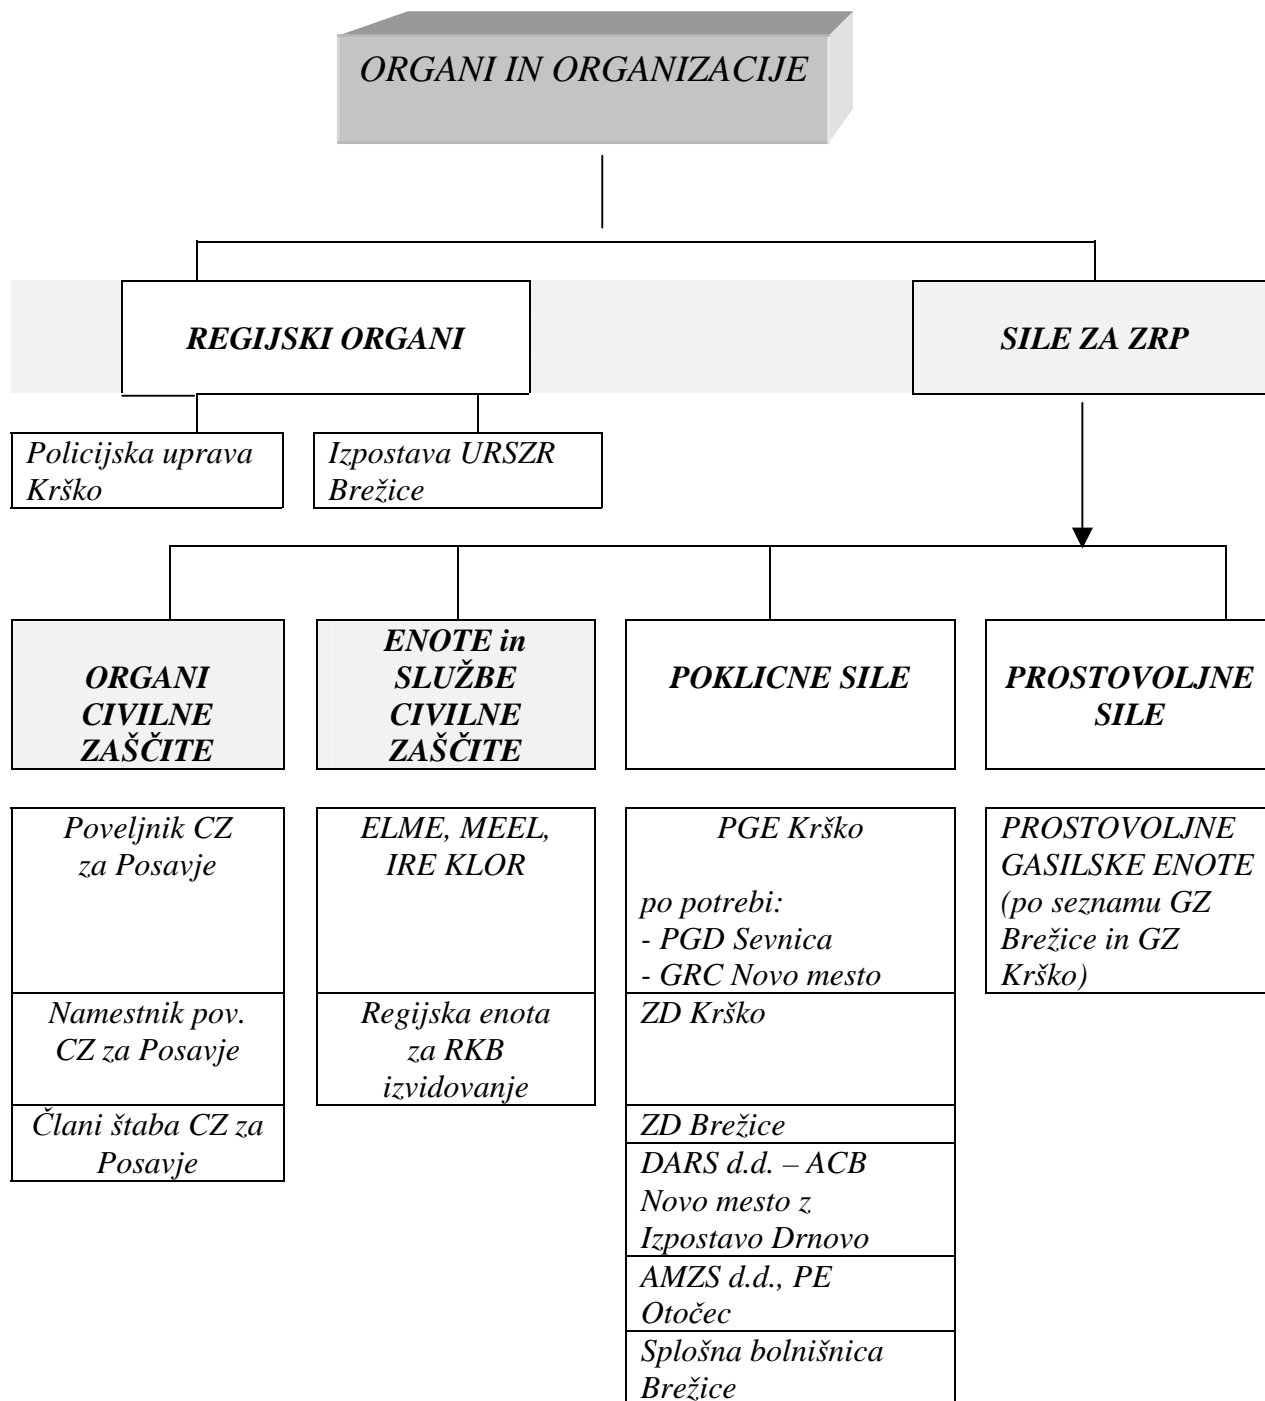 ORGANI IN ORGANIZACIJE
REGIJSKI ORGANI
SILE ZA ZRP
Policijska uprava
Krško
Izpostava URSZR
Brežice
ORGANI
CIVILNE
ZAŠČITE
ENOTE in
SLUŽBE
CIVILNE
ZAŠČITE
POKLICNE SILE
PROSTOVOLJNE
SILE
Poveljnik CZ
za Posavje
Namestnik pov.
CZ za Posavje
Člani štaba CZ za
Posavje
ELME, MEEL,
IRE KLOR
Regijska enota
za RKB
izvidovanje
PGE Krško
po potrebi:
- PGD Sevnica
- GRC Novo mesto
ZD Krško
ZD Brežice
DARS d.d. – ACB
Novo mesto z
Izpostavo Drnovo
AMZS d.d., PE
Otočec
Splošna bolnišnica
Brežice
PROSTOVOLJNE
GASILSKE ENOTE
(po seznamu GZ
Brežice in GZ
Krško)